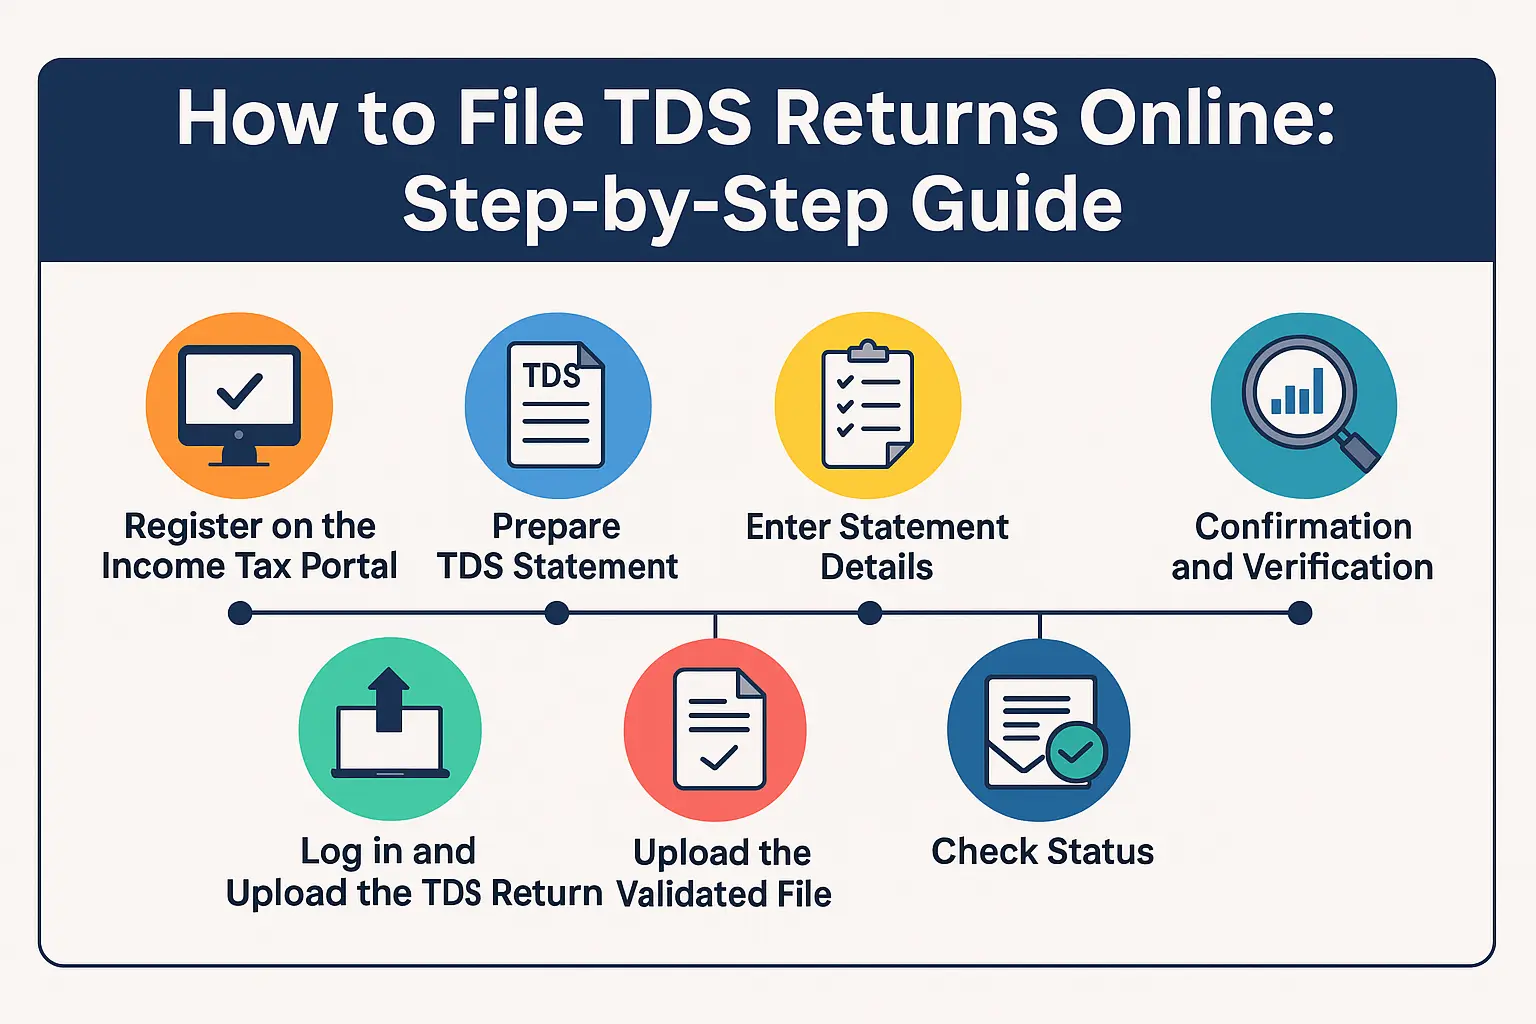 How to File TDS Returns Online:
Step-by-Step Guide
Register on the
Income Tax Portal
TDS
Prepare
TDS Statement
Enter Statement
Details
Confirmation
and Verification
Log in and
Upload the TDS Return
Upload the
Validated File
Check Status